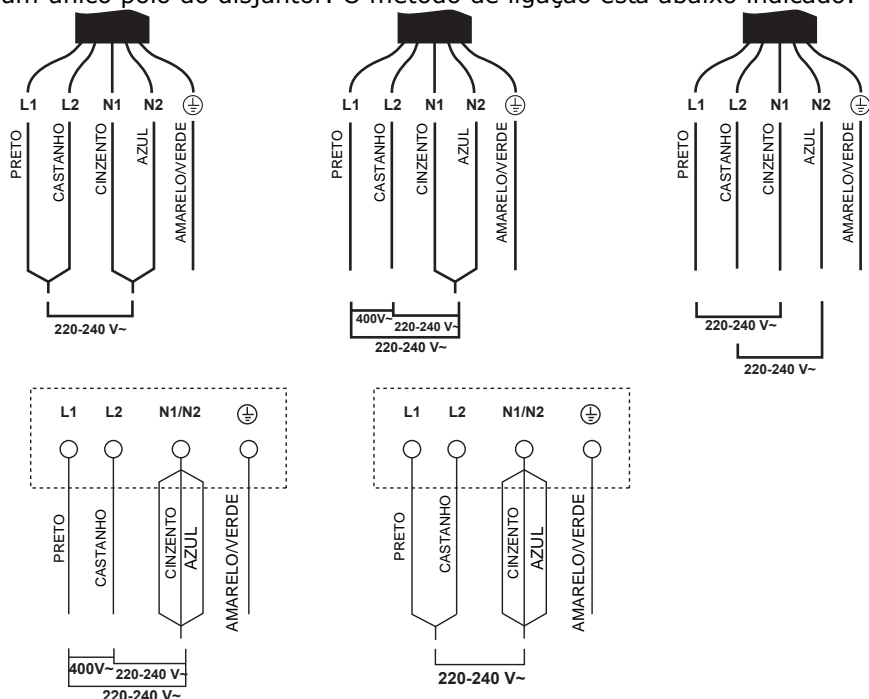 um único polo do disjuntor. O método de ligação está abaixo indicado.
L1 L2 N1 N2
PRETO
CASTANHO
CINZENTO
AZUL
AMARELO/VERDE
220-240 V~
L1 L2 N1 N2
PRETO
CASTANHO
CINZENTO
AZUL
AMARELO/VERDE
400V~
220-240 V~
220-240 V~
L1 L2 N1 N2
PRETO
CASTANHO
CINZENTO
AZUL
AMARELO/VERDE
220-240 V~
220-240 V~
L1 L2 N1/N2
PRETO
CASTANHO
CINZENTO
AZUL
AMARELO/VERDE
400V~
220-240 V~
220-240 V~
L1 L2 N1/N2
PRETO
CASTANHO
CINZENTO
AZUL
AMARELO/VERDE
220-240 V~